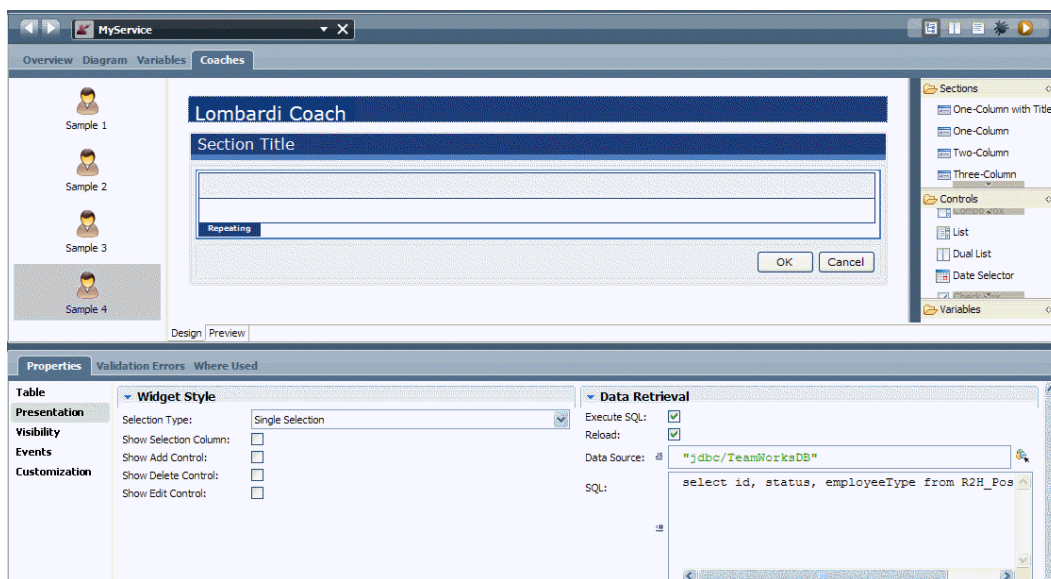 MyService
Overview Diagram Variables Coaches
Sample 1
Sample 2
Sample 3
Sample 4
Lombardi Coach
Section Title
Repeating
OK Cancel
Design Preview
Sections
One-Column with Title
One-Column
Two-Column
Three-Column
Controls
Combo Box
List
Dual List
Date Selector
Check Box
Variables
Properties Validation Errors Where Used
Table
Presentation
Visibility
Events
Customization
Widget Style
Selection Type: Single Selection
Show Selection Column:
Show Add Control:
Show Delete Control:
Show Edit Control:
Data Retrieval
Execute SQL:
Reload:
Data Source: "jdbc/TeamWorksDB"
SQL: select id, status, employeeType from R2H_Pos